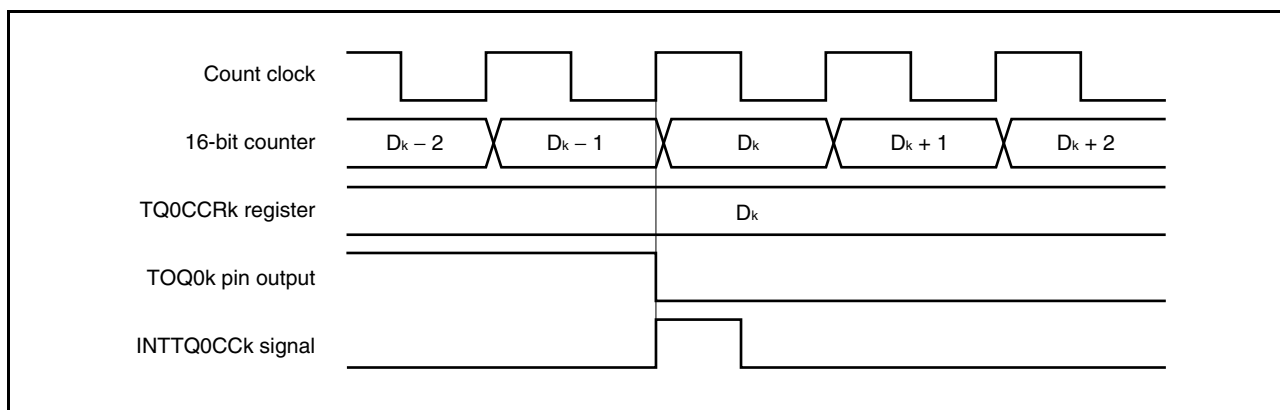 Count clock
16-bit counter
Dk − 2 Dk − 1 Dk Dk + 1 Dk + 2
TQ0CCRk register
Dk
TOQ0k pin output
INTTQ0CCk signal